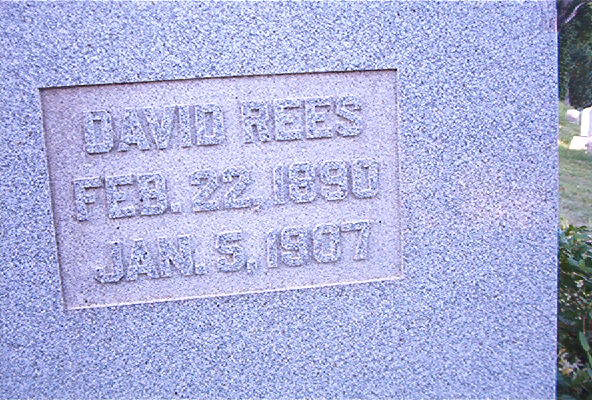 DAVID REES
FEB. 22, 1890
JAN. 5, 1907